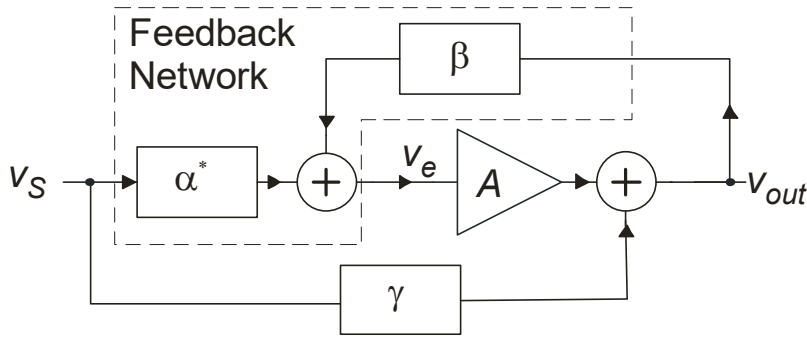 Feedback
Network
β
v_S
α*
+
v_e
A
+
v_out
γ